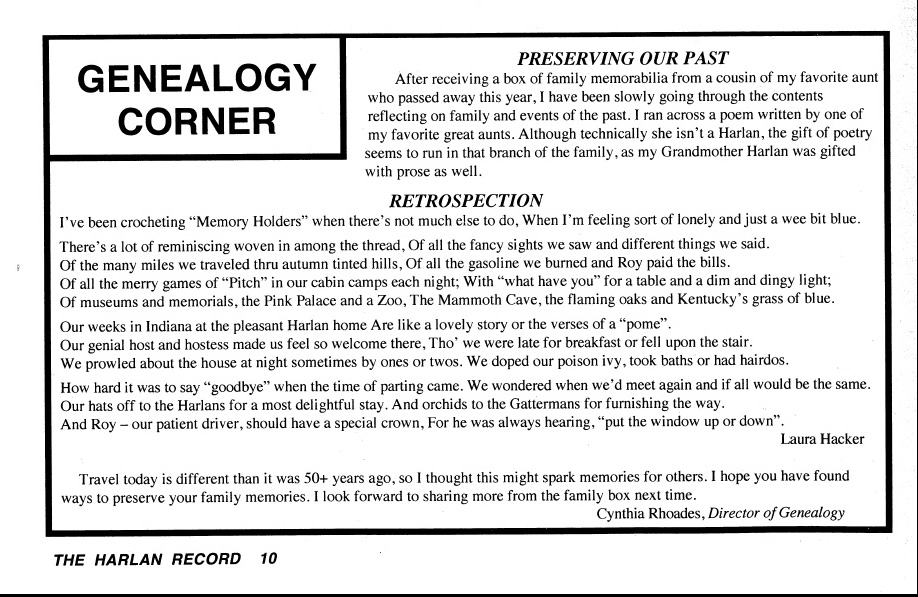 GENEALOGY
CORNER
PRESERVING OUR PAST
After receiving a box of family memorabilia from a cousin of my favorite aunt
who passed away this year, I have been slowly going through the contents
reflecting on family and events of the past. I ran across a poem written by one of
my favorite great aunts. Although technically she isn't a Harlan, the gift of poetry
seems to run in that branch of the family, as my Grandmother Harlan was gifted
with prose as well.
RETROSPECTION
I've been crocheting “Memory Holders” when there's not much else to do, When I'm feeling sort of lonely and just a wee bit blue.
There's a lot of reminiscing woven in among the thread, Of all the fancy sights we saw and different things we said.
Of the many miles we traveled thru autumn tinted hills, Of all the gasoline we burned and Roy paid the bills.
Of all the merry games of “Pitch” in our cabin camps each night; With “what have you” for a table and a dim and dingy light;
Of museums and memorials, the Pink Palace and a Zoo, The Mammoth Cave, the flaming oaks and Kentucky's grass of blue.
Our weeks in Indiana at the pleasant Harlan home Are like a lovely story or the verses of a “pome”.
Our genial host and hostess made us feel so welcome there, Tho' we were late for breakfast or fell upon the stair.
We prowled about the house at night sometimes by ones or twos. We doped our poison ivy, took baths or had hairdos.
How hard it was to say “goodbye” when the time of parting came. We wondered when we'd meet again and if all would be the same.
Our hats off to the Harlans for a most delightful stay. And orchids to the Gattermans for furnishing the way.
And Roy – our patient driver, should have a special crown, For he was always hearing, “put the window up or down”.
Laura Hacker
Travel today is different than it was 50+ years ago, so I thought this might spark memories for others. I hope you have found
ways to preserve your family memories. I look forward to sharing more from the family box next time.
Cynthia Rhoades, Director of Genealogy
THE HARLAN RECORD 10